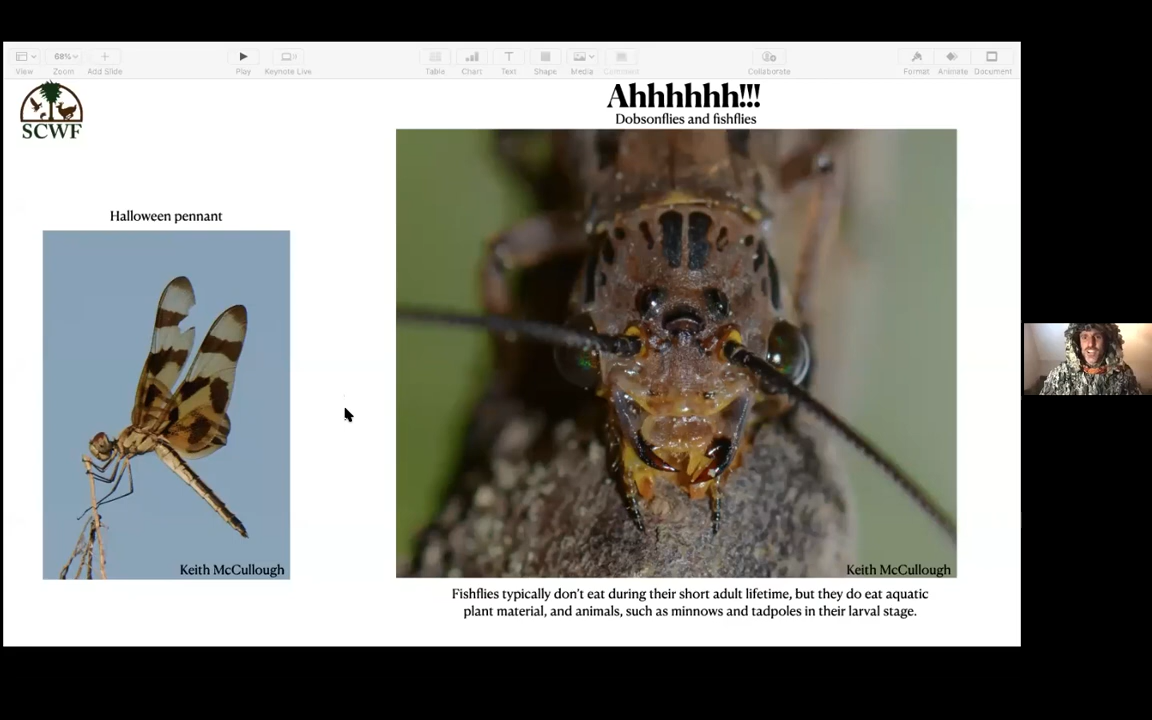 View
68%
Zoom
Add Slide
Play
Keynote Live
Table
Chart
Text
Shape
Media
Comment
Collaborate
Format
Animate
Document
SCWF
Ahhhhhh!!!
Dobsonflies and fishflies
Halloween pennant
Keith McCullough
Keith McCullough
Fishflies typically don't eat during their short adult lifetime, but they do eat aquatic
plant material, and animals, such as minnows and tadpoles in their larval stage.